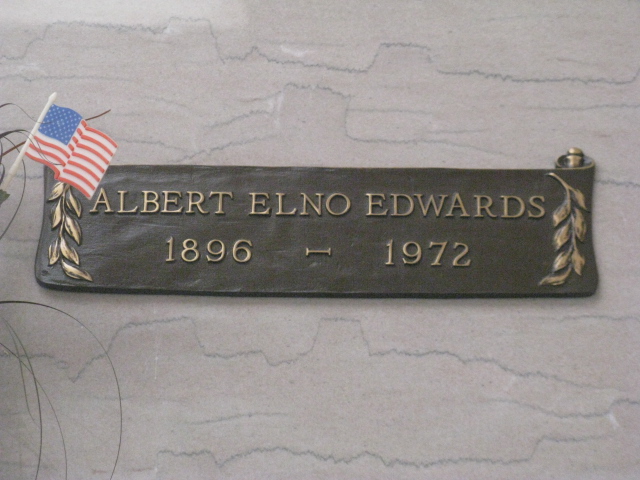 ALBERT ELNO EDWARDS
1896 – 1972